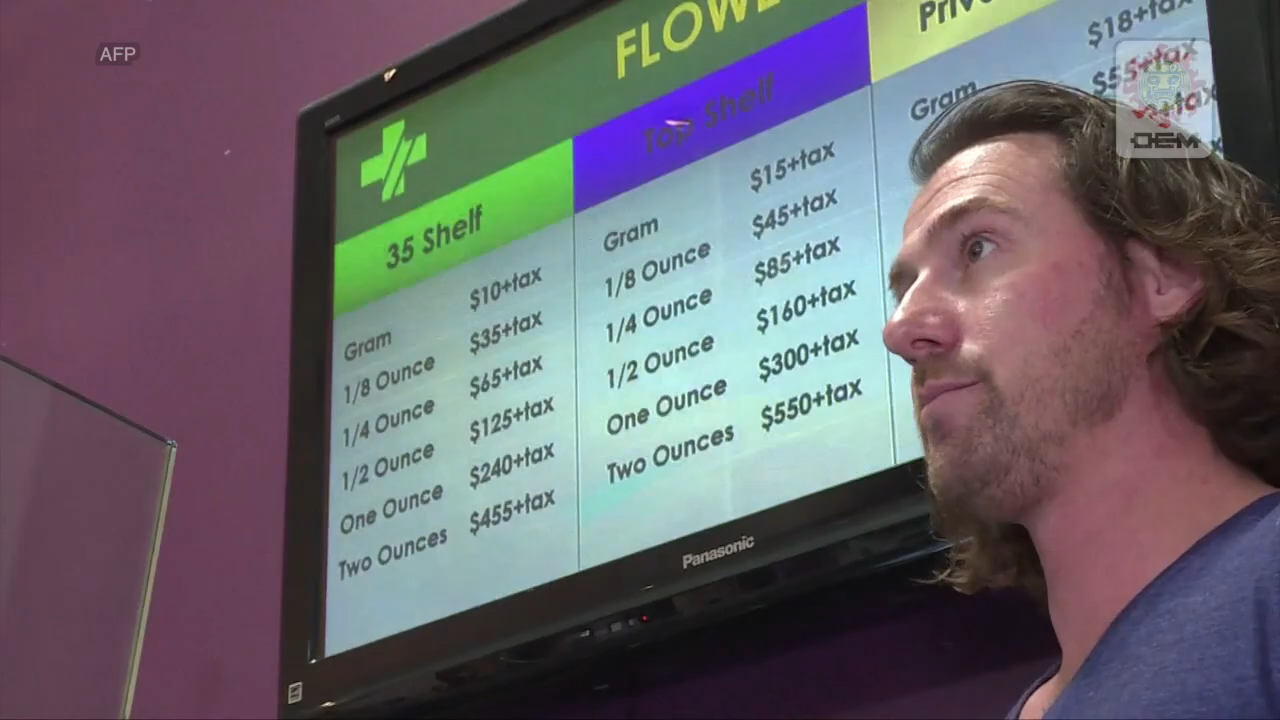 AFP
OEM
FLOWE
35 Shelf
Gram $10+tax
1/8 Ounce $35+tax
1/4 Ounce $65+tax
1/2 Ounce $125+tax
One Ounce $240+tax
Two Ounces $455+tax
Top Shelf
Gram $15+tax
1/8 Ounce $45+tax
1/4 Ounce $85+tax
1/2 Ounce $160+tax
One Ounce $300+tax
Two Ounces $550+tax
Gram $18+tax
$55+tax
Panasonic